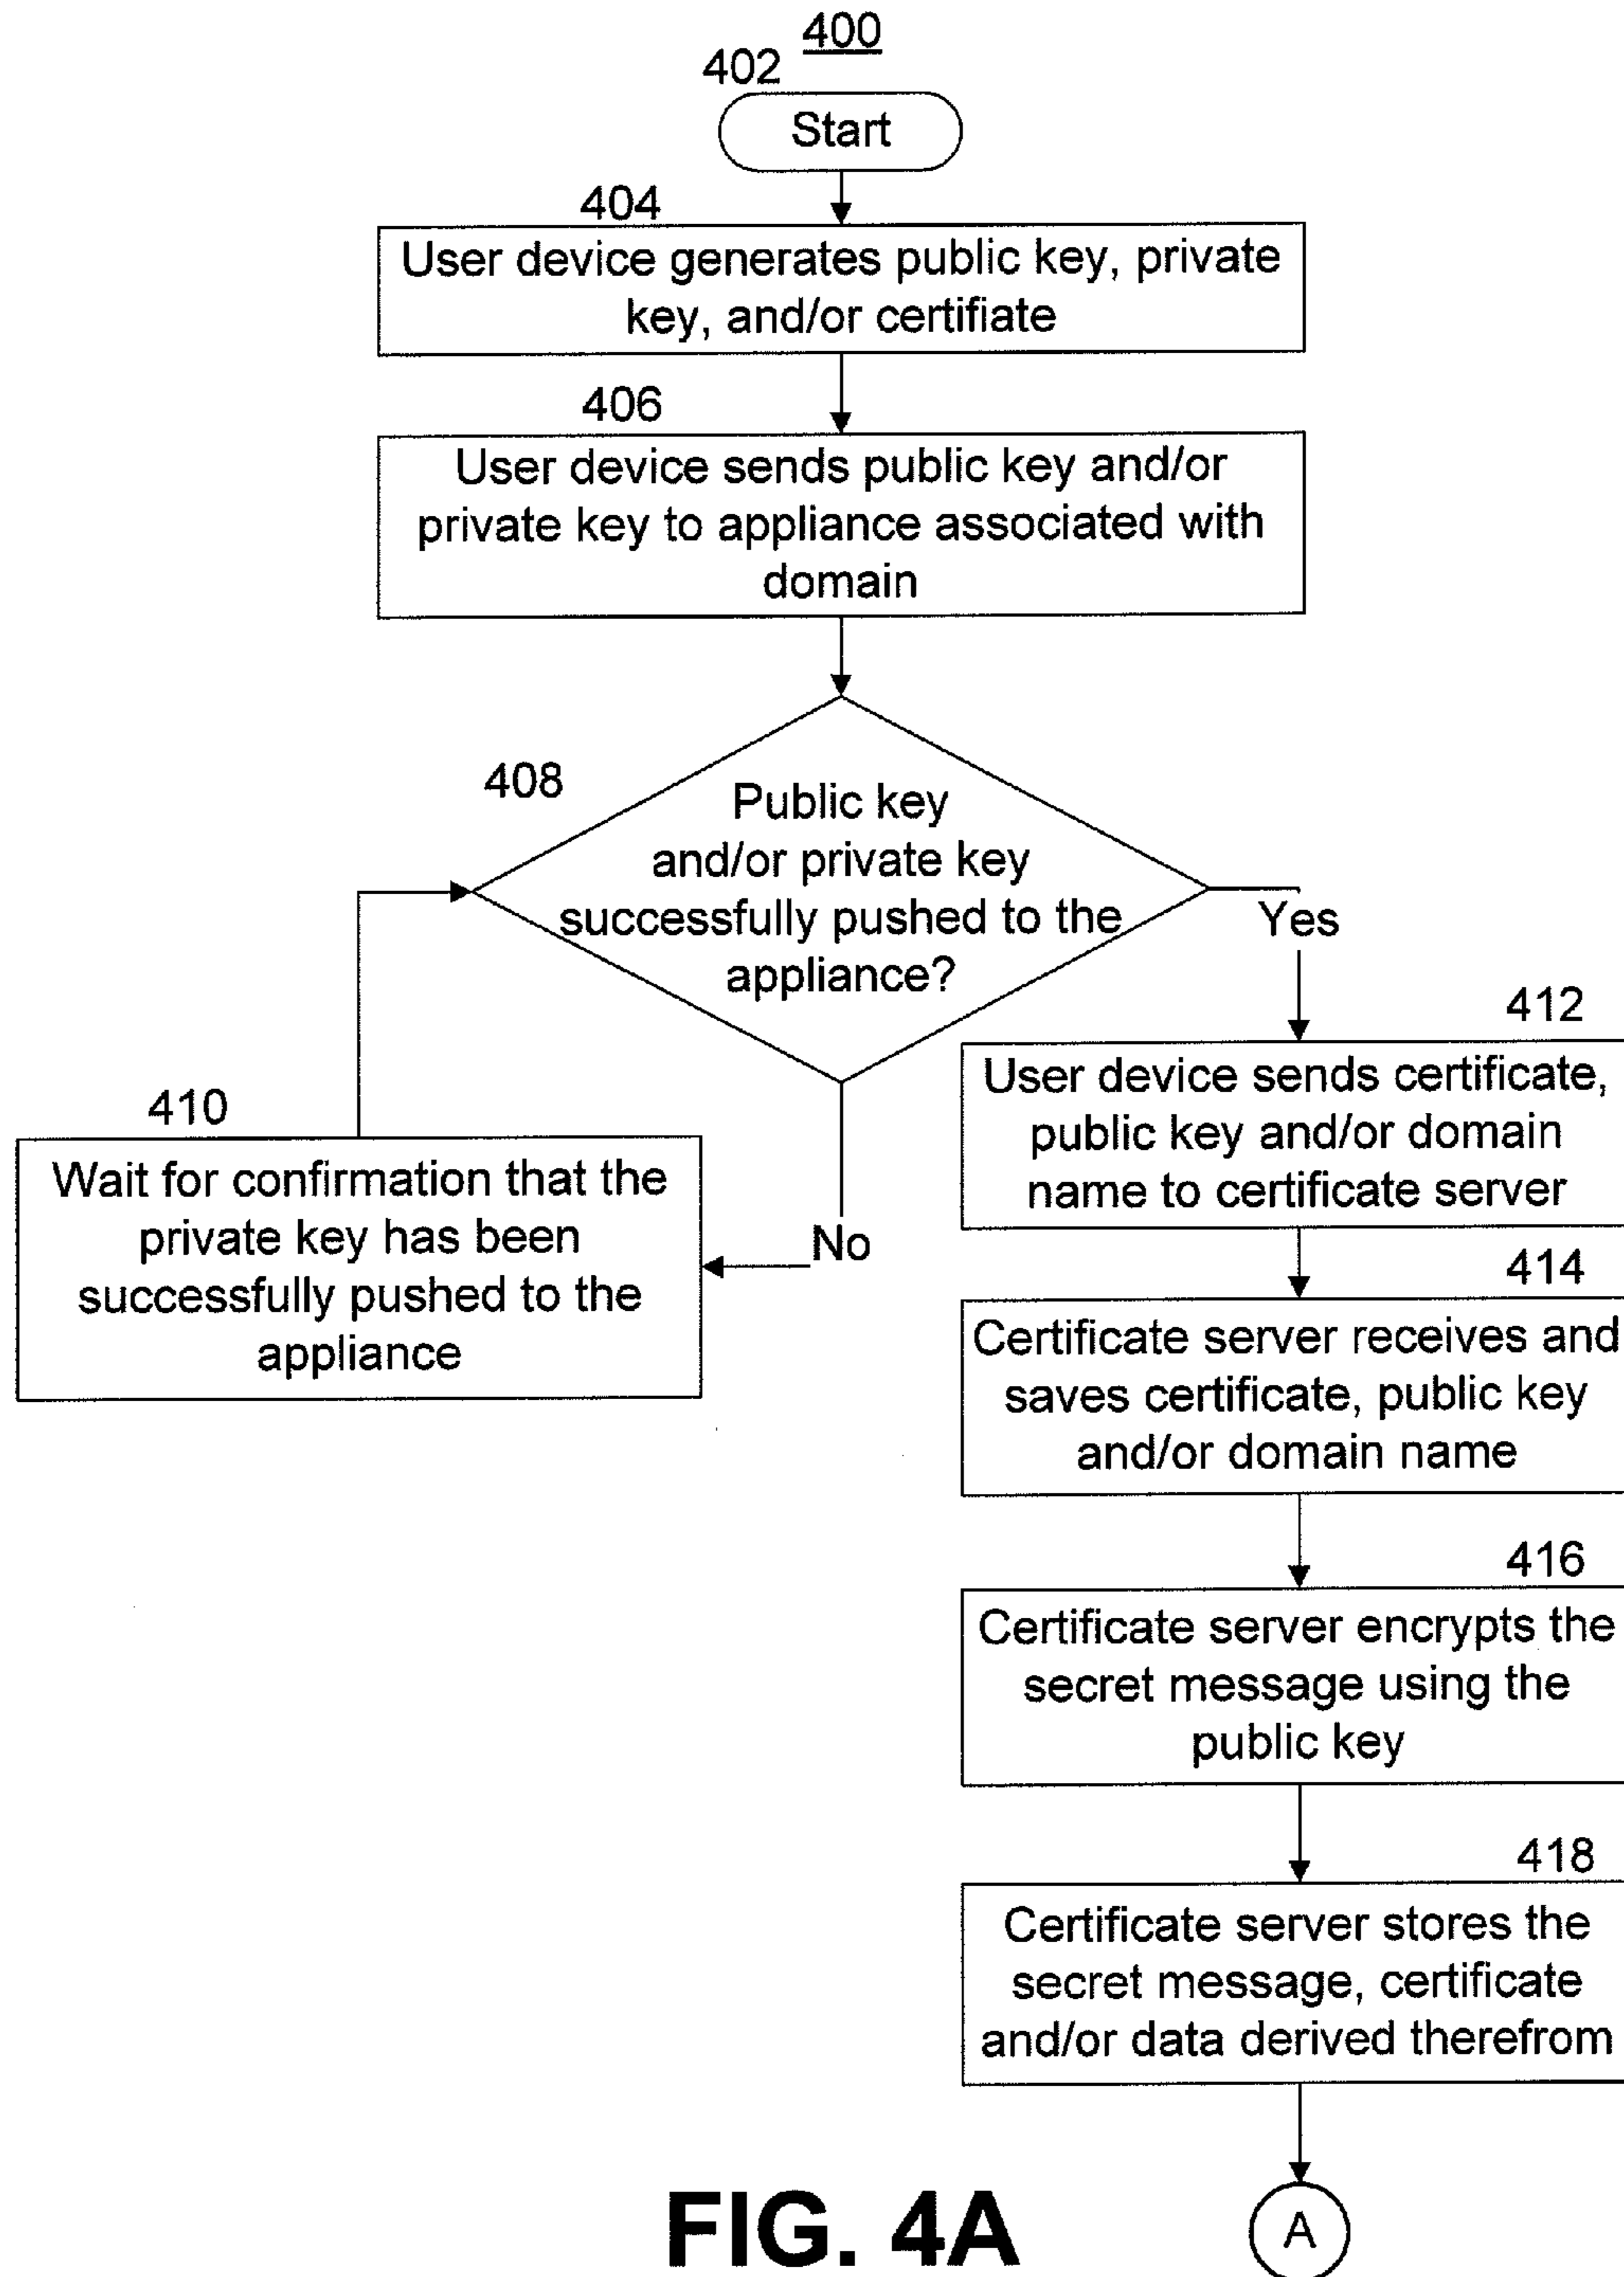 400
402
Start
404
User device generates public key, private
key, and/or certifiate
406
User device sends public key and/or
private key to appliance associated with
domain
408
Public key
and/or private key
successfully pushed to the
appliance?
Yes
No
410
Wait for confirmation that the
private key has been
successfully pushed to the
appliance
412
User device sends certificate,
public key and/or domain
name to certificate server
414
Certificate server receives and
saves certificate, public key
and/or domain name
416
Certificate server encrypts the
secret message using the
public key
418
Certificate server stores the
secret message, certificate
and/or data derived therefrom
A
FIG. 4A